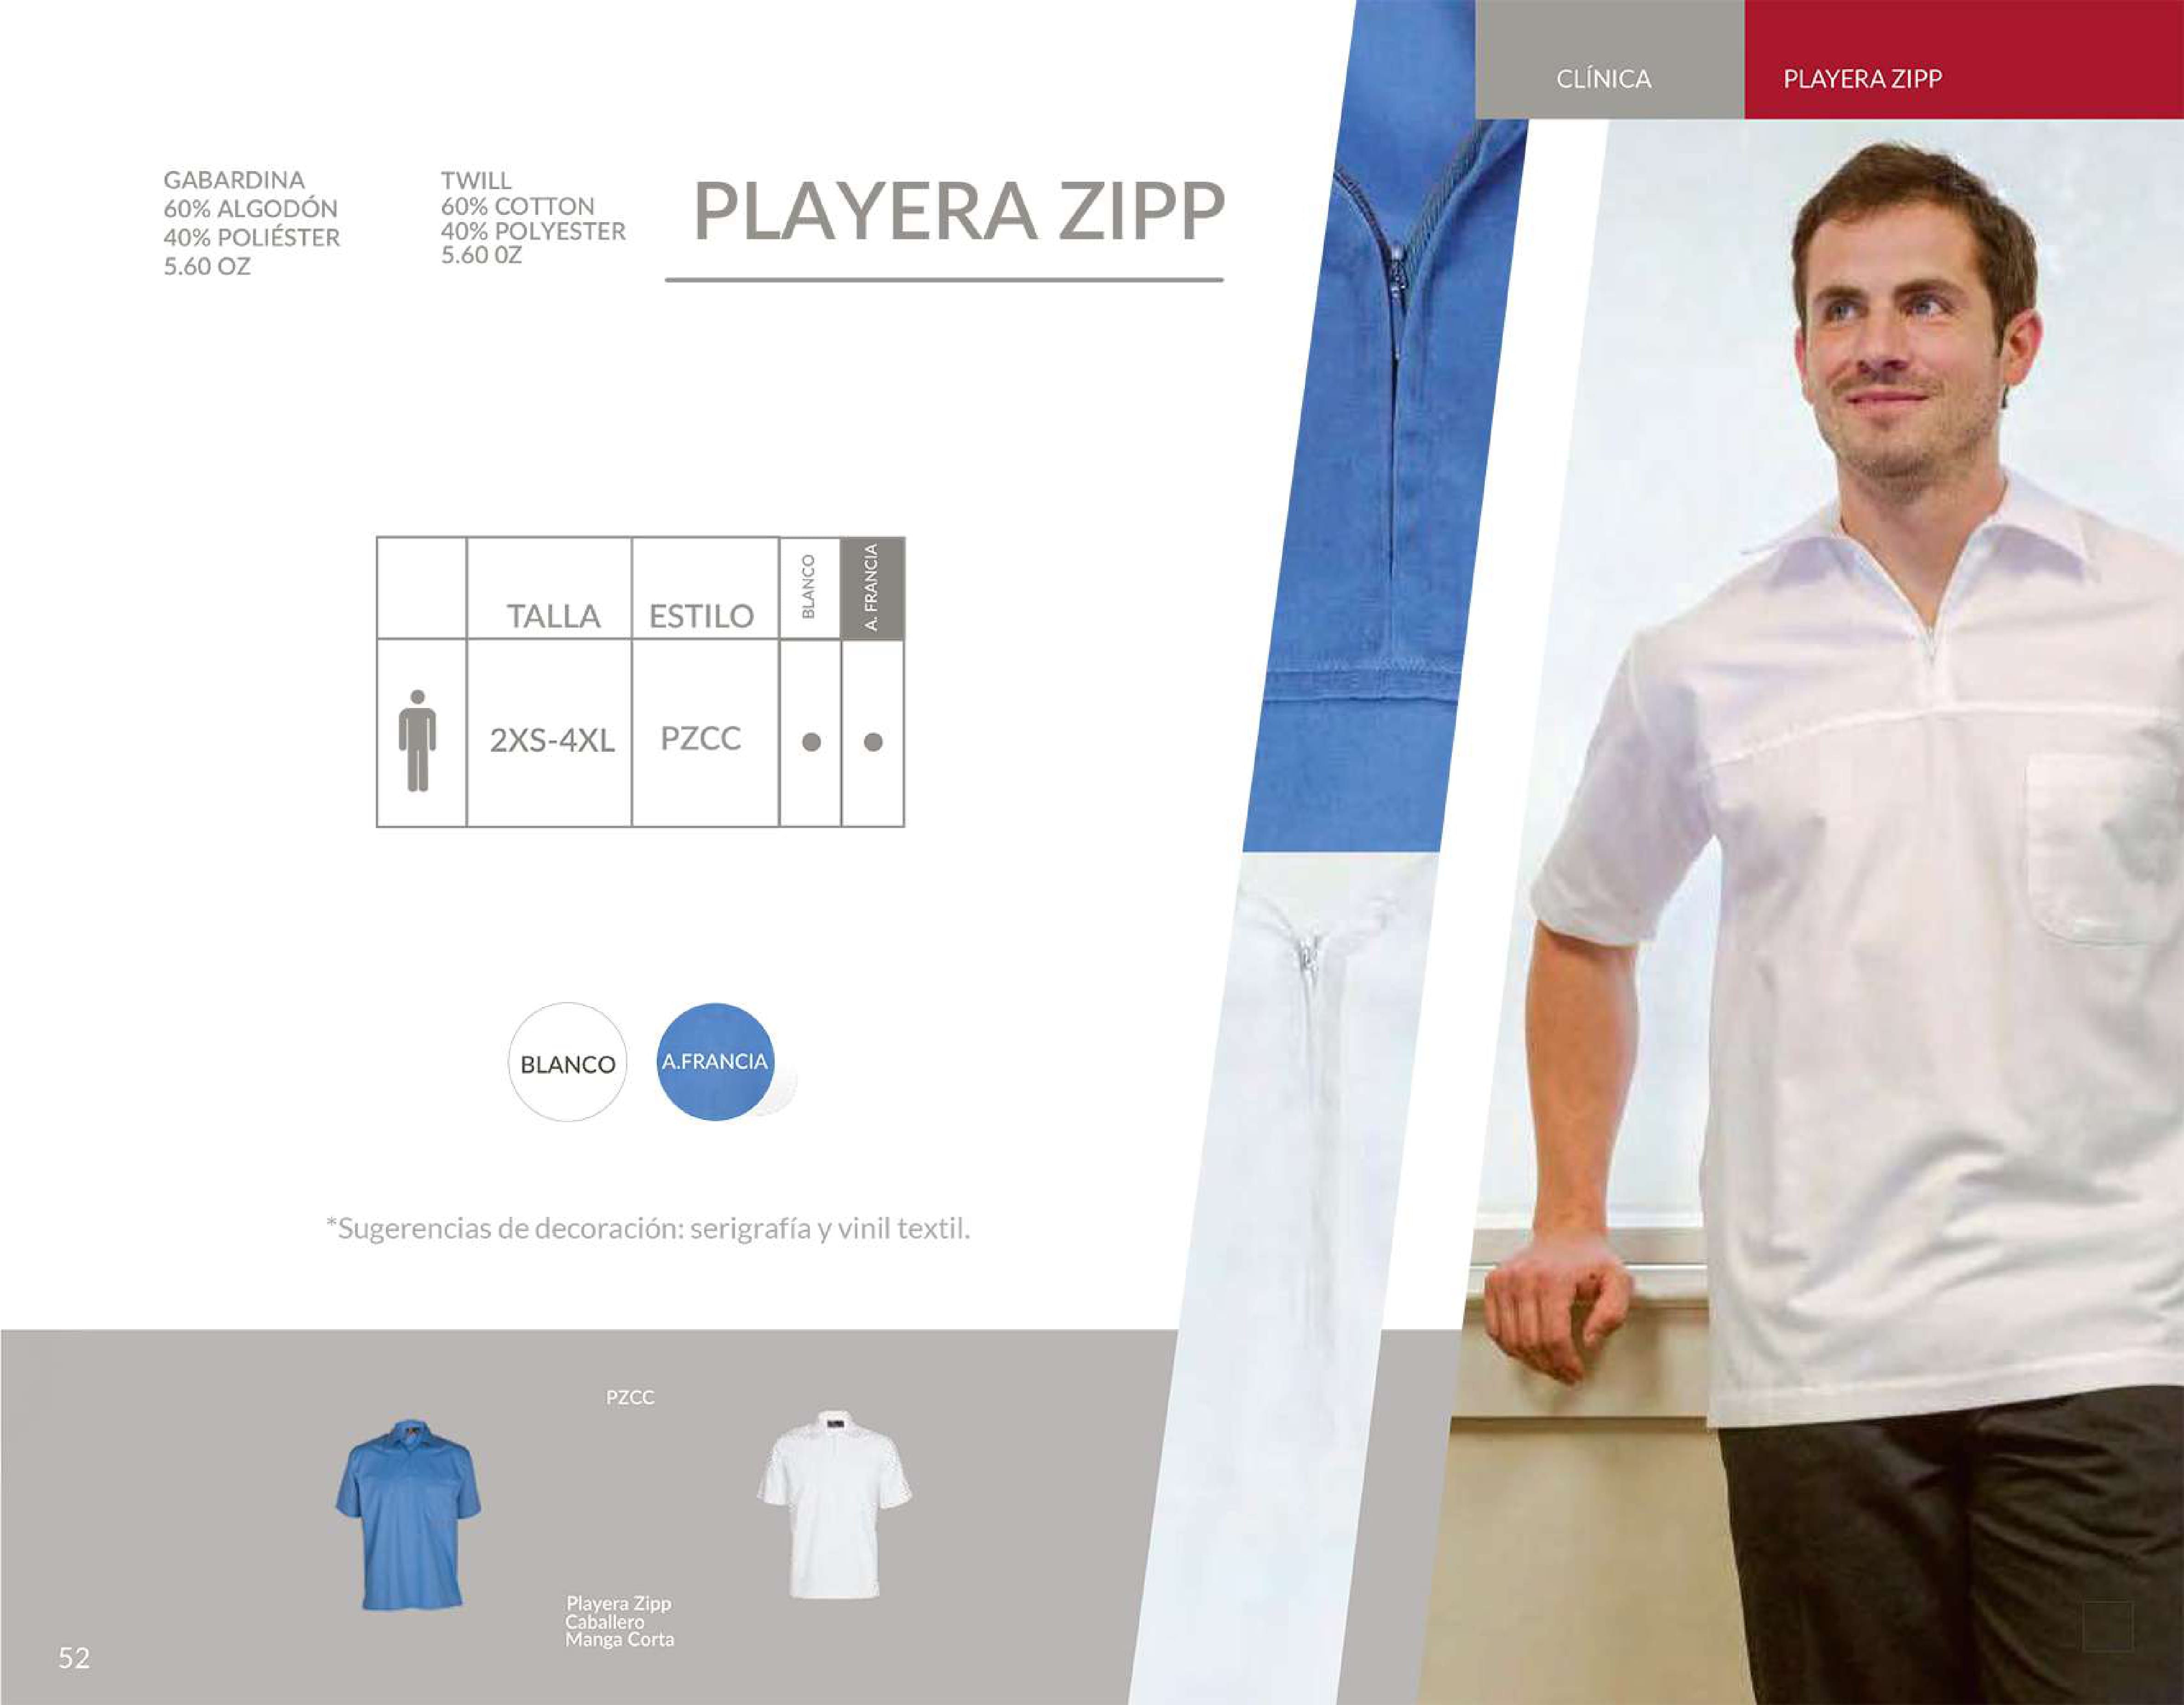 CLÍNICA
PLAYERA ZIPP
GABARDINA
60% ALGODÓN
40% POLIÉSTER
5.60 OZ
TWILL
60% COTTON
40% POLYESTER
5.60 0Z
PLAYERA ZIPP
TALLA ESTILO BLANCO A. FRANCIA
2XS-4XL PZCC
BLANCO
A.FRANCIA
*Sugerencias de decoración: serigrafía y vinil textil.
PZCC
Playera Zipp
Caballero
Manga Corta
52